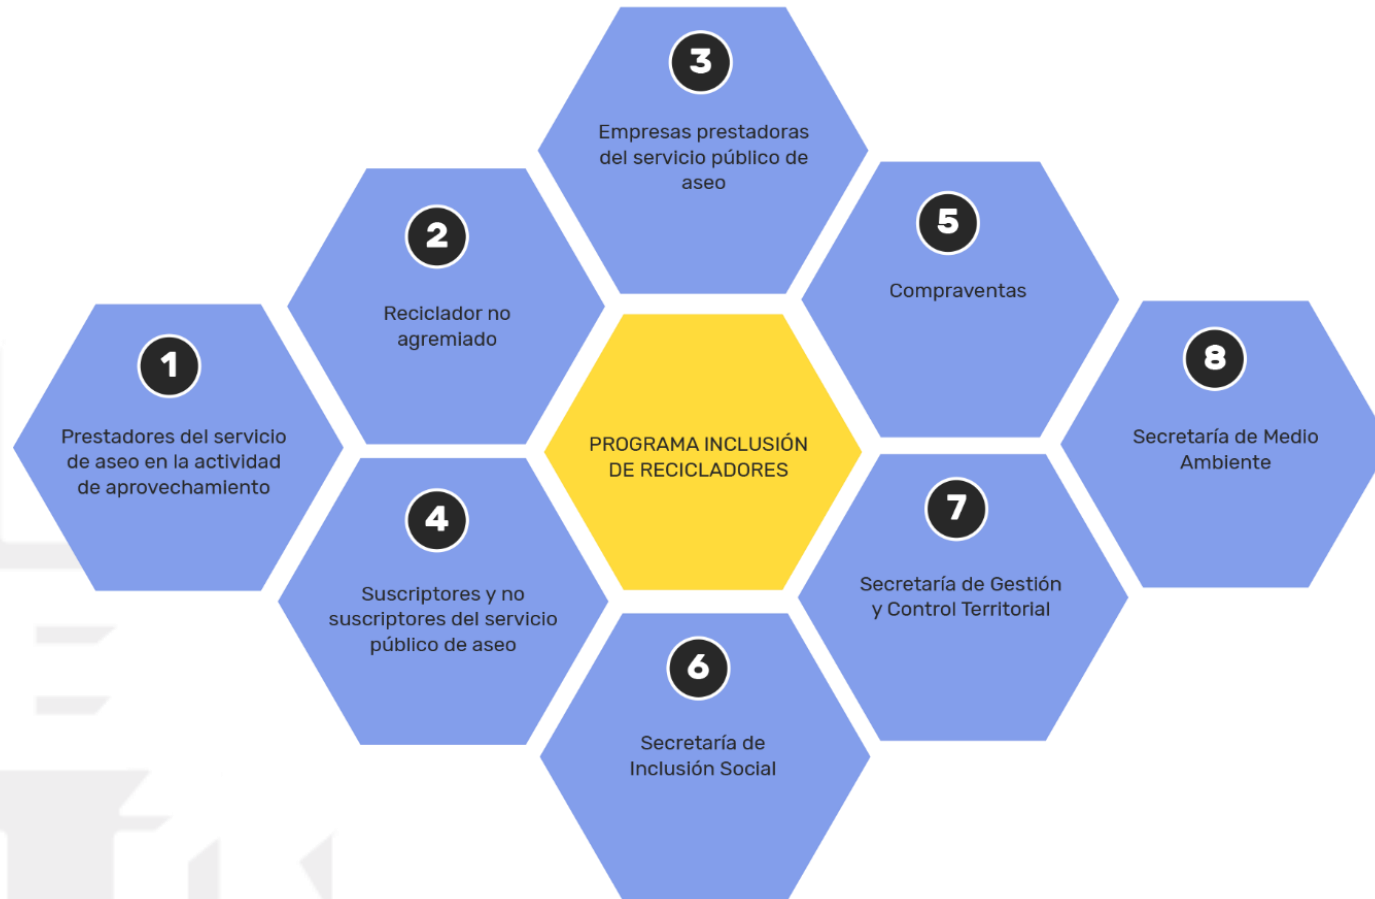 1
Prestadores del servicio
de aseo en la actividad
de aprovechamiento
2
Reciclador no
agremiado
3
Empresas prestadoras
del servicio público de
aseo
4
Suscriptores y no
suscriptores del servicio
público de aseo
PROGRAMA INCLUSIÓN
DE RECICLADORES
5
Compraventas
6
Secretaría de
Inclusión Social
7
Secretaría de Gestión
y Control Territorial
8
Secretaría de Medio
Ambiente